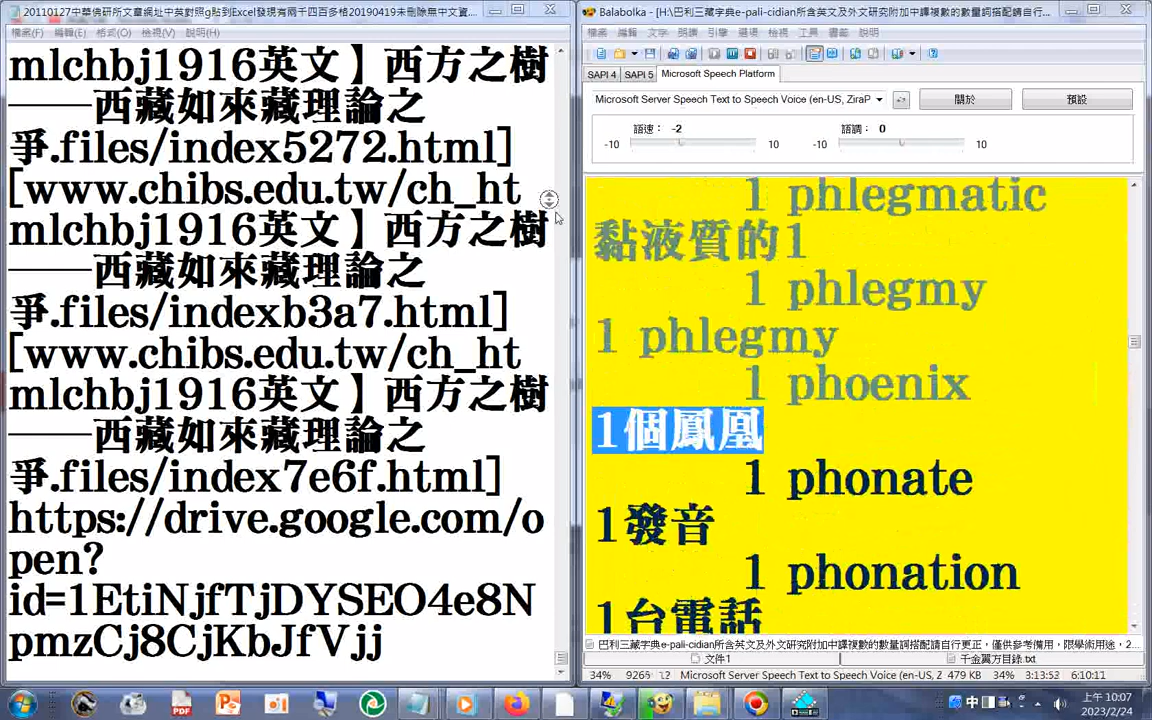 20110127中華佛研所文章網址中英對照g貼到Excel發現有兩千四百多格20190419未刪除無中文資...
檔案(F) 編輯(E) 格式(O) 檢視(V) 說明(H)
mlchbj1916英文】西方之樹
——西藏如來藏理論之
爭.files/index5272.html]
[www.chibs.edu.tw/ch_ht
mlchbj1916英文】西方之樹
——西藏如來藏理論之
爭.files/indexb3a7.html]
[www.chibs.edu.tw/ch_ht
mlchbj1916英文】西方之樹
——西藏如來藏理論之
爭.files/index7e6f.html]
https://drive.google.com/o
pen?
id=1EtiNjfTjDYSEO4e8N
pmzCj8CjKbJfVjj
Balabolka - [H:\巴利三藏字典e-pali-cidian所含英文及外文研究附加中譯複數的數量詞搭配請自行...
檔案 編輯 文字 朗讀 引擎 選項 檢視 工具 書籤 說明
SAPI 4 SAPI 5 Microsoft Speech Platform
Microsoft Server Speech Text to Speech Voice (en-US, ZiraP 關於 預設
語速: -2 語調: 0
-10 10 -10 10
1 phlegmatic
黏液質的1
1 phlegmy
1 phlegmy
1 phoenix
1個鳳凰
1 phonate
1發音
1 phonation
1台電話
巴利三藏字典e-pali-cidian所含英文及外文研究附加中譯複數的數量詞搭配請自行更正，僅供參考備用，限學術用途，2...
文件1 千金翼方目錄.txt
34% 34% Microsoft Server Speech Text to Speech Voice (en-US, Z 479 KB 3:13:52 6:10:11
中
上午 10:07
2023/2/24